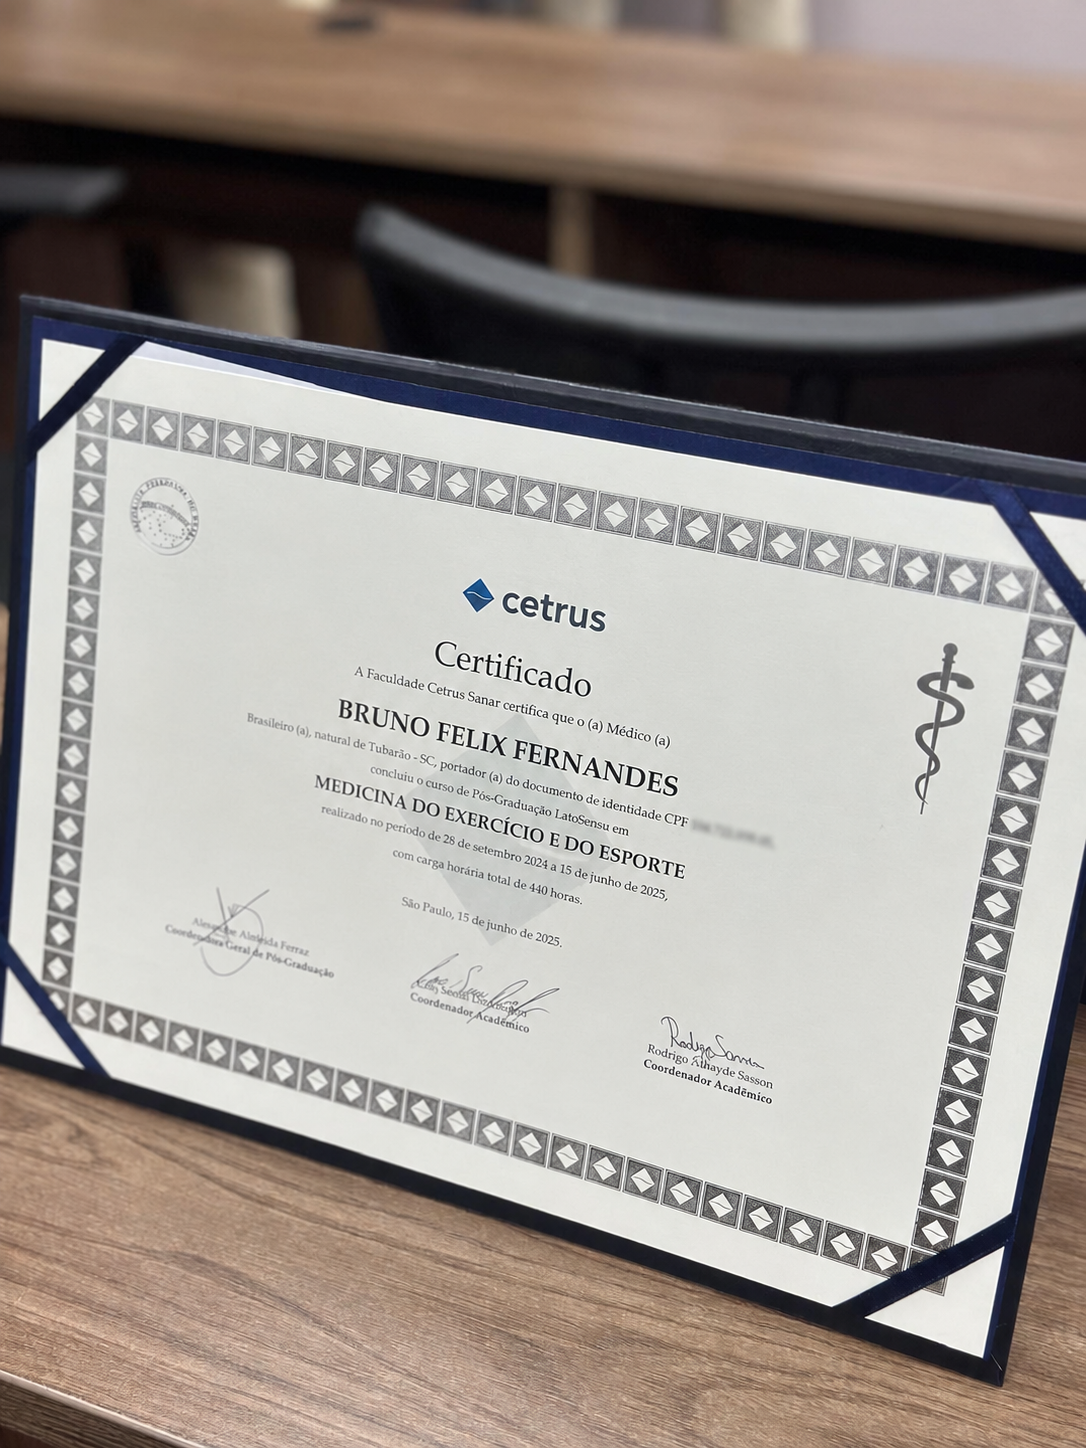 cetrus
Certificado
A Faculdade Cetrus Sanar certifica que o (a) Médico (a)
BRUNO FELIX FERNANDES
Brasileiro (a), natural de Tubarão - SC, portador (a) do documento de identidade CPF
concluiu o curso de Pós-Graduação LatoSensu em
MEDICINA DO EXERCÍCIO E DO ESPORTE
realizado no período de 28 de setembro 2024 a 15 de junho de 2025,
com carga horária total de 440 horas.
São Paulo, 15 de junho de 2025.
Almeida Ferraz
Coordenadora Geral de Pós-Graduação
Coordenador Acadêmico
Rodrigo Athayde Sasson
Coordenador Acadêmico